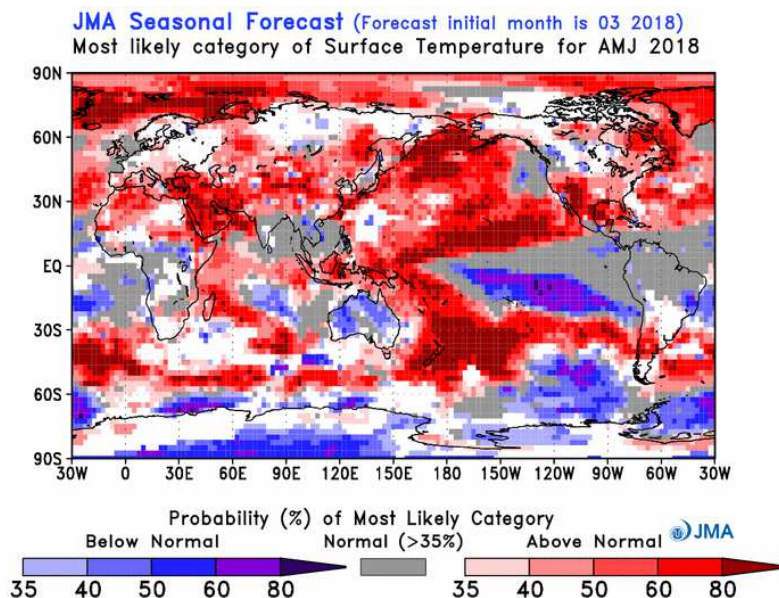 JMA Seasonal Forecast (Forecast initial month is 03 2018)
Most likely category of Surface Temperature for AMJ 2018
90N
60N
30N
EQ
30S
60S
90S
30W 0 30E 60E 90E 120E 150E 180 150W 120W 90W 60W 30W
Probability (%) of Most Likely Category
Below Normal Normal (>35%) Above Normal JMA
35 40 50 60 80 35 40 50 60 80